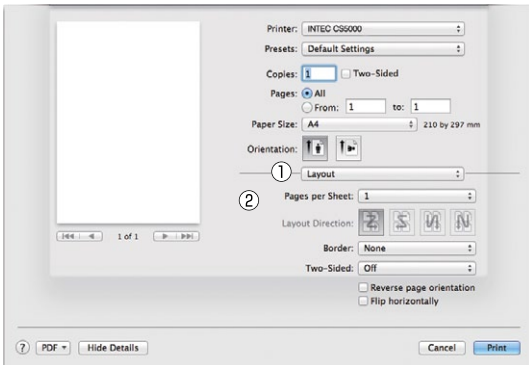 Printer: INTEC CS5000
Presets: Default Settings
Copies: 1 Two-Sided
Pages: All
From: 1 to: 1
Paper Size: A4 210 by 297 mm
Orientation:
① Layout
② Pages per Sheet: 1
Layout Direction:
Border: None
Two-Sided: Off
Reverse page orientation
Flip horizontally
1 of 1
? PDF Hide Details Cancel Print